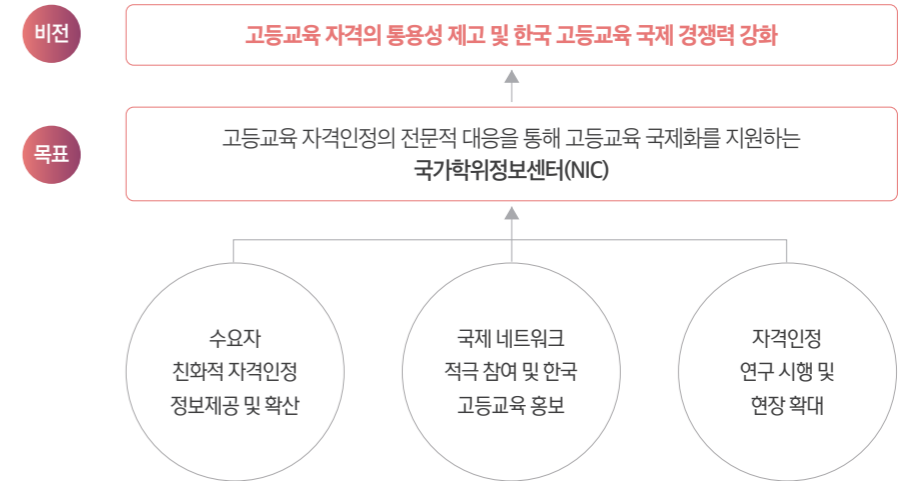 비전
고등교육 자격의 통용성 제고 및 한국 고등교육 국제 경쟁력 강화
목표
고등교육 자격인정의 전문적 대응을 통해 고등교육 국제화를 지원하는
국가학위정보센터(NIC)
수요자
친화적 자격인정
정보제공 및 확산
국제 네트워크
적극 참여 및 한국
고등교육 홍보
자격인정
연구 시행 및
현장 확대